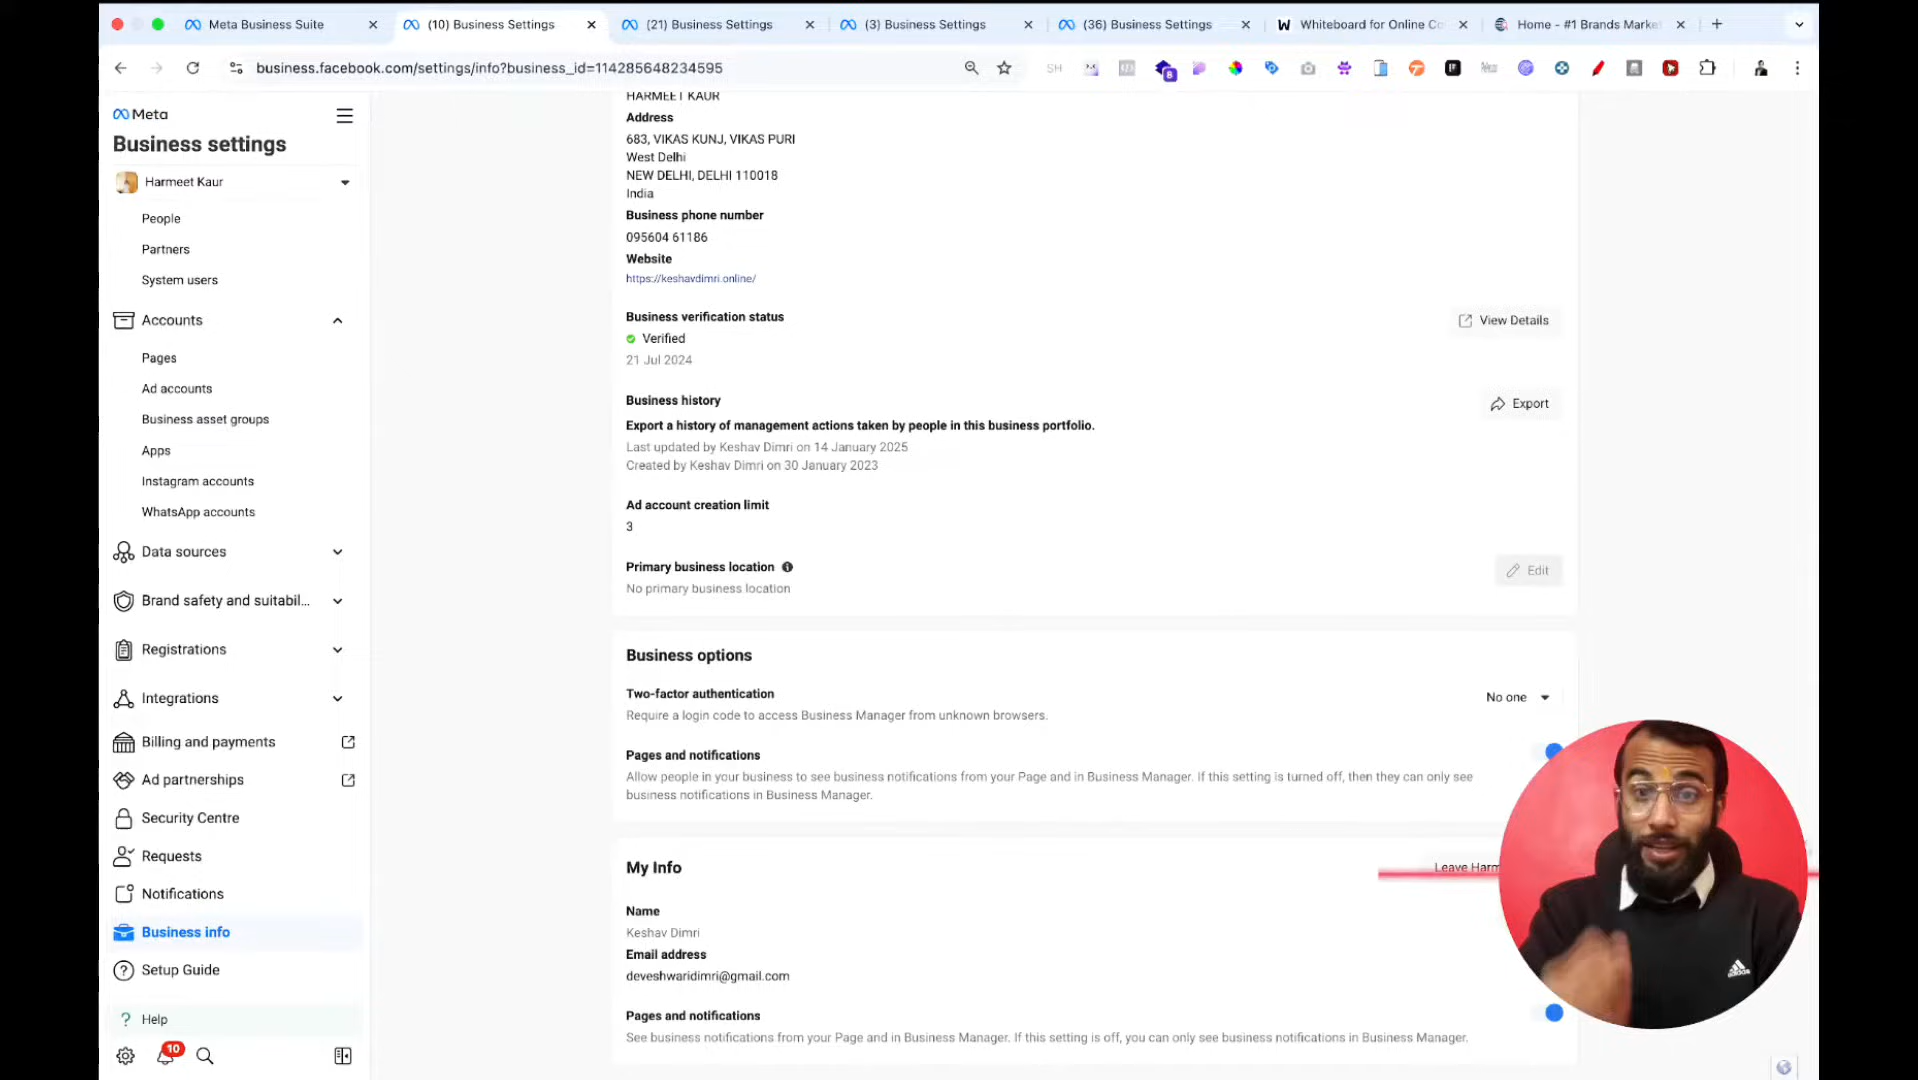 Meta Business Suite
(10) Business Settings
(21) Business Settings
(3) Business Settings
(36) Business Settings
Whiteboard for Online Co
Home - #1 Brands Marke
business.facebook.com/settings/info?business_id=114285648234595
SH
8
Meta
Business settings
Harmeet Kaur
People
Partners
System users
Accounts
Pages
Ad accounts
Business asset groups
Apps
Instagram accounts
WhatsApp accounts
Data sources
Brand safety and suitabil...
Registrations
Integrations
Billing and payments
Ad partnerships
Security Centre
Requests
Notifications
Business info
Setup Guide
Help
10
HARMEET KAUR
Address
683, VIKAS KUNJ, VIKAS PURI
West Delhi
NEW DELHI, DELHI 110018
India
Business phone number
095604 61186
Website
https://keshavdimri.online/
Business verification status
View Details
Verified
21 Jul 2024
Business history
Export
Export a history of management actions taken by people in this business portfolio.
Last updated by Keshav Dimri on 14 January 2025
Created by Keshav Dimri on 30 January 2023
Ad account creation limit
3
Primary business location
Edit
No primary business location
Business options
Two-factor authentication
No one
Require a login code to access Business Manager from unknown browsers.
Pages and notifications
Allow people in your business to see business notifications from your Page and in Business Manager. If this setting is turned off, then they can only see
business notifications in Business Manager.
My Info
Leave Harm
Name
Keshav Dimri
Email address
deveshwaridimri@gmail.com
Pages and notifications
See business notifications from your Page and in Business Manager. If this setting is off, you can only see business notifications in Business Manager.
adidas